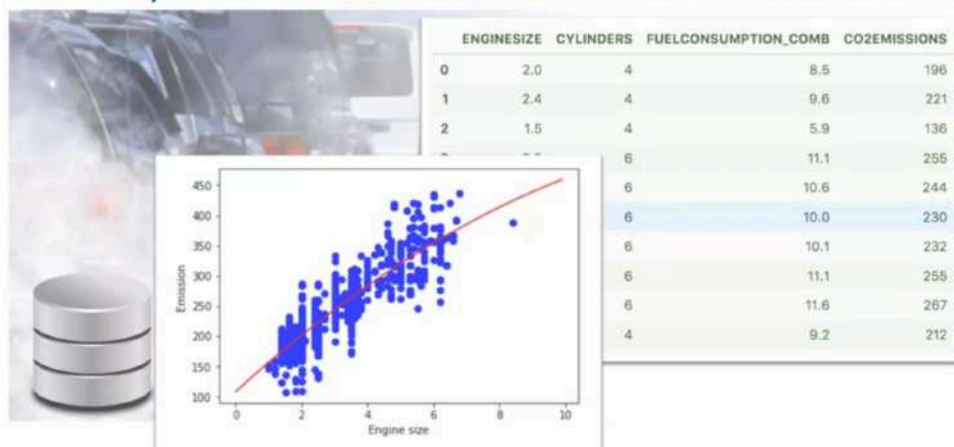 ENGINESIZE CYLINDERS FUELCONSUMPTION_COMB CO2EMISSIONS
0 2.0 4 8.5 196
1 2.4 4 9.6 221
2 1.5 4 5.9 136
6 11.1 255
6 10.6 244
6 10.0 230
6 10.1 232
6 11.1 255
6 11.6 267
4 9.2 212
450
400
350
300
250
200
150
100
Emission
0 2 4 6 8 10
Engine size